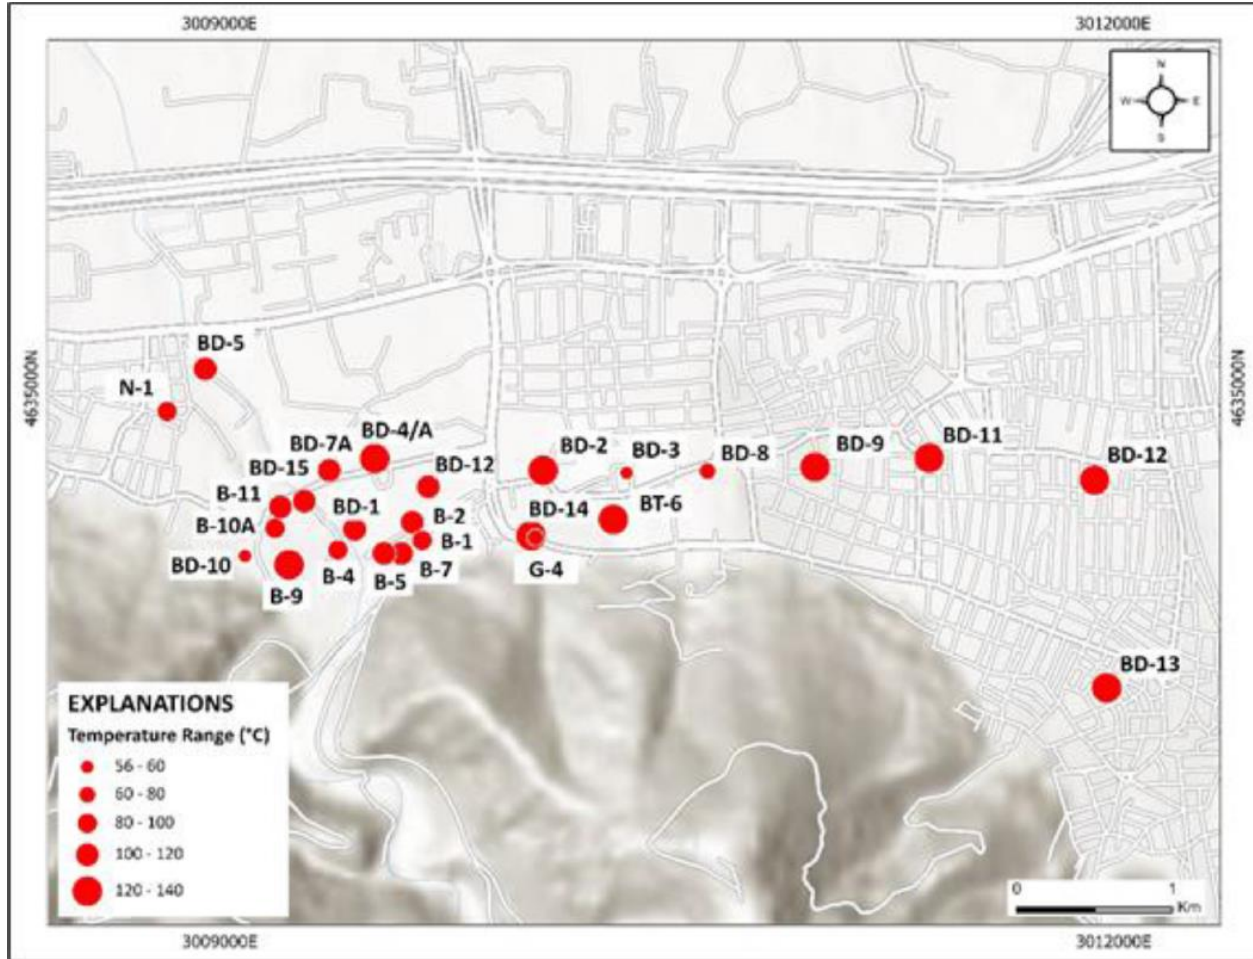 3009000E 3012000E
N
W E
S
4635000N
4635000N
BD-5
N-1
BD-7A
BD-4/A
BD-15
BD-12
BD-2
BD-3
BD-8
BD-9
BD-11
BD-12
B-11
BD-1
B-10A
B-2
BD-14
BT-6
B-1
BD-10
B-4
B-5
B-7
G-4
B-9
BD-13
EXPLANATIONS
Temperature Range (°C)
56 - 60
60 - 80
80 - 100
100 - 120
120 - 140
0 1
Km
3009000E 3012000E